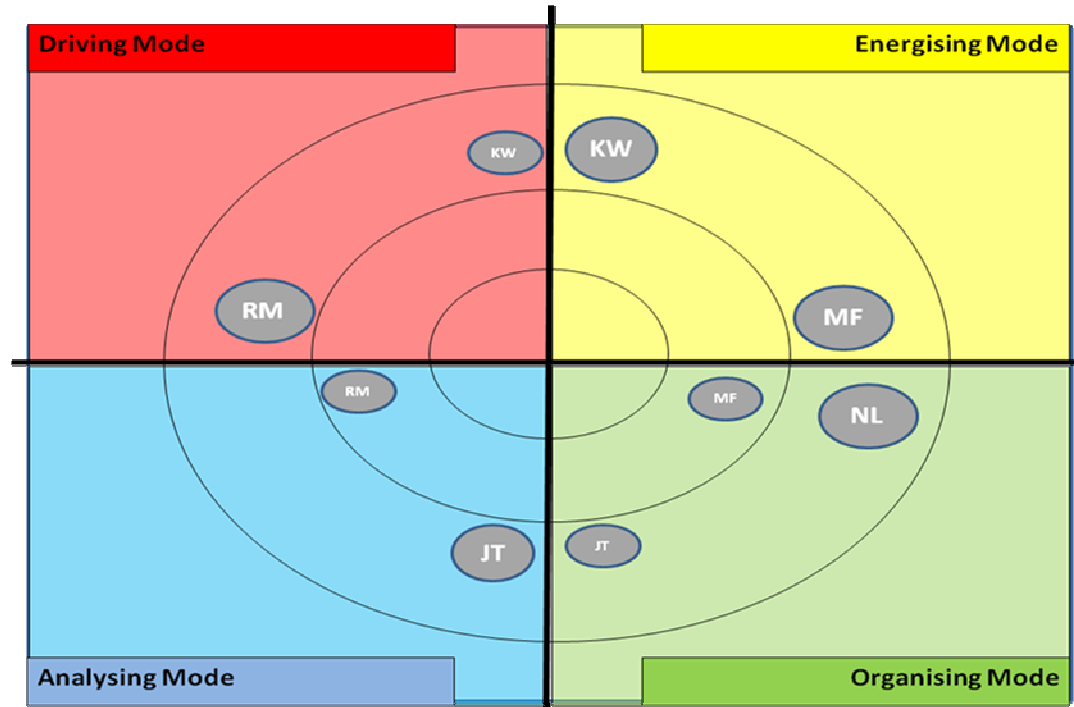 Driving Mode
Energising Mode
KW
KW
RM
MF
RM
MF
NL
JT
JT
Analysing Mode
Organising Mode